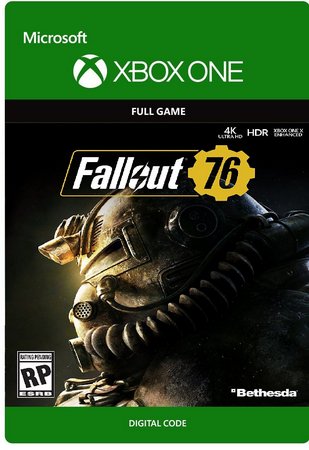 Microsoft
XBOX ONE
FULL GAME
4K
ULTRA HD
HDR
XBOX ONE X
ENHANCED
Fallout 76
RATING PENDING
RP
ESRB
Bethesda
DIGITAL CODE